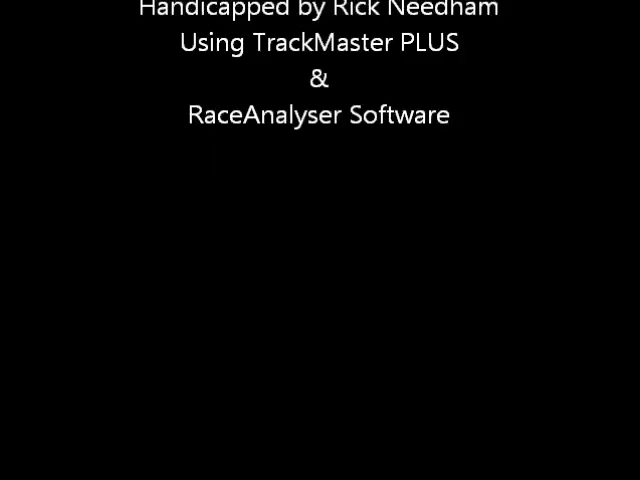 Handicapped by Rick Needham
Using TrackMaster PLUS
&
RaceAnalyser Software